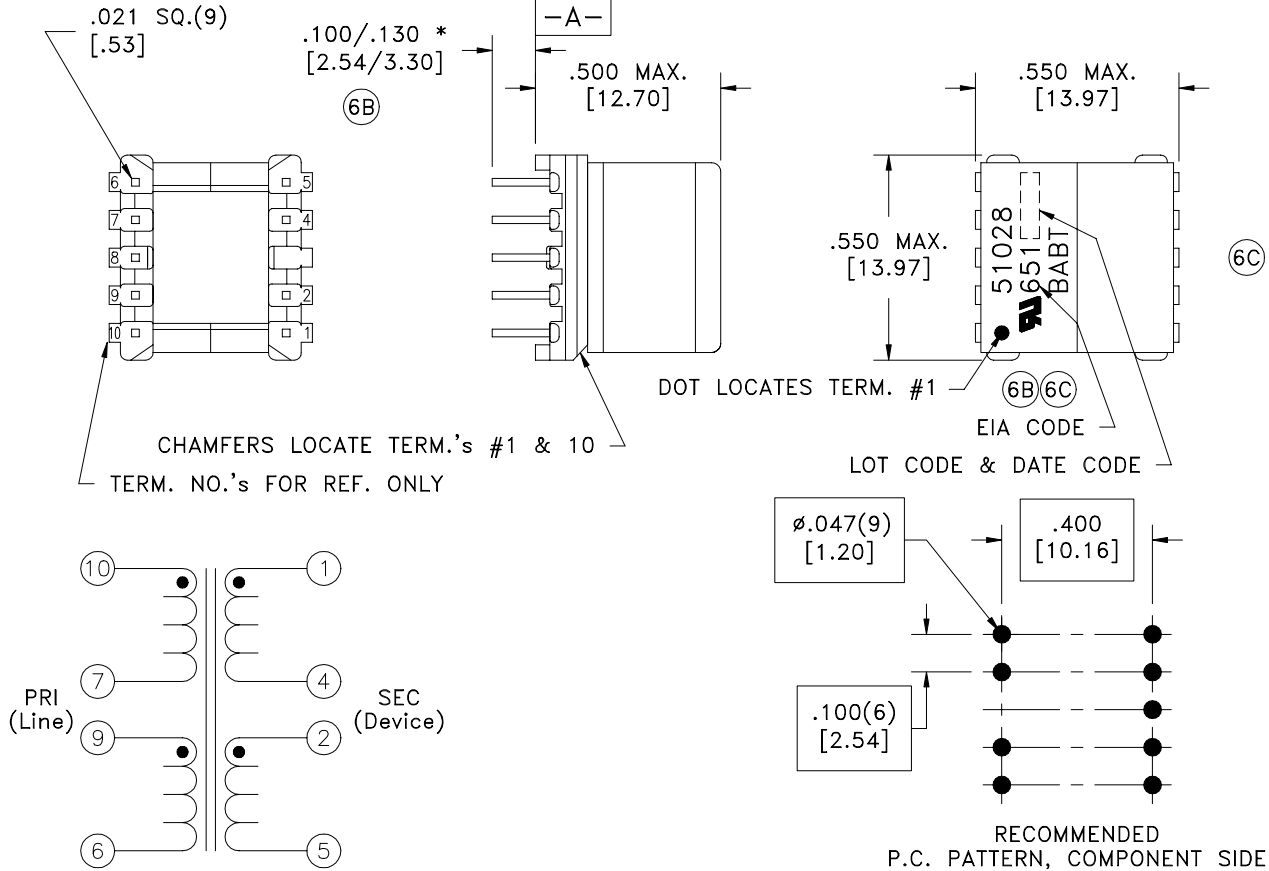 .021 SQ.(9)
[.53]
.100/.130 *
[2.54/3.30]
6B
-A-
.500 MAX.
[12.70]
.550 MAX.
[13.97]
6
7
8
9
10
5
4
2
1
.550 MAX.
[13.97]
51028
651
BABT
6C
DOT LOCATES TERM. #1
6B
6C
EIA CODE
LOT CODE & DATE CODE
CHAMFERS LOCATE TERM.'s #1 & 10
TERM. NO.'s FOR REF. ONLY
10
1
7
4
PRI
(Line)
SEC
(Device)
9
2
6
5
ø.047(9)
[1.20]
.400
[10.16]
.100(6)
[2.54]
RECOMMENDED
P.C. PATTERN, COMPONENT SIDE